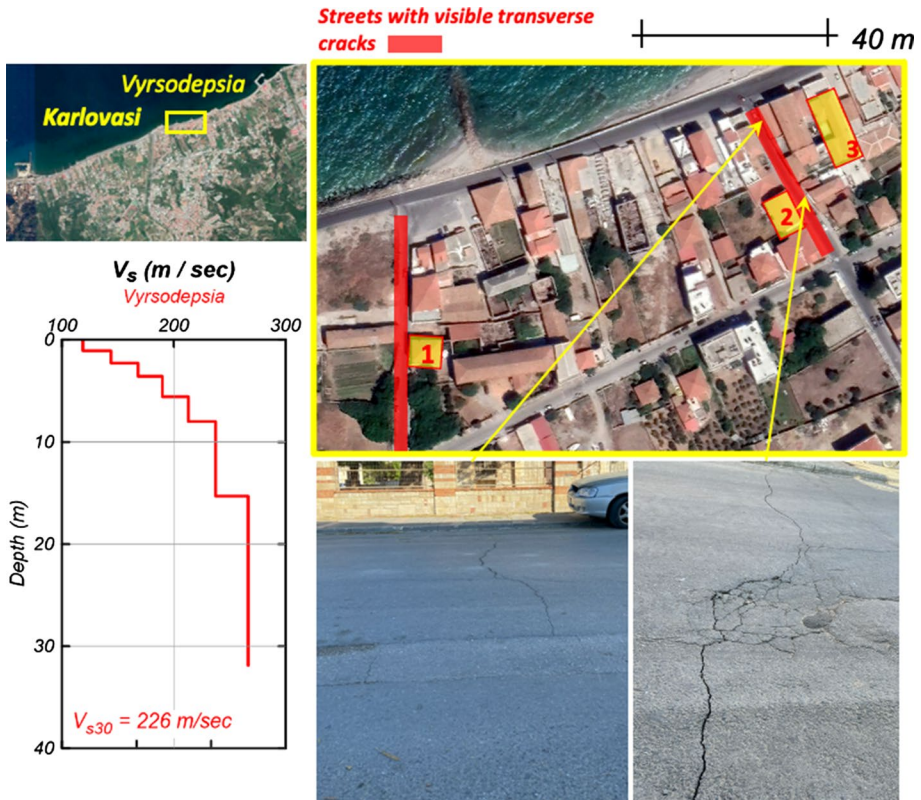 Streets with visible transverse
cracks
40 m
Vyrsodepsia
Karlovasi
3
2
1
Vs (m / sec)
Vyrsodepsia
100 200 300
0
10
20
30
40
Depth (m)
Vs30 = 226 m/sec